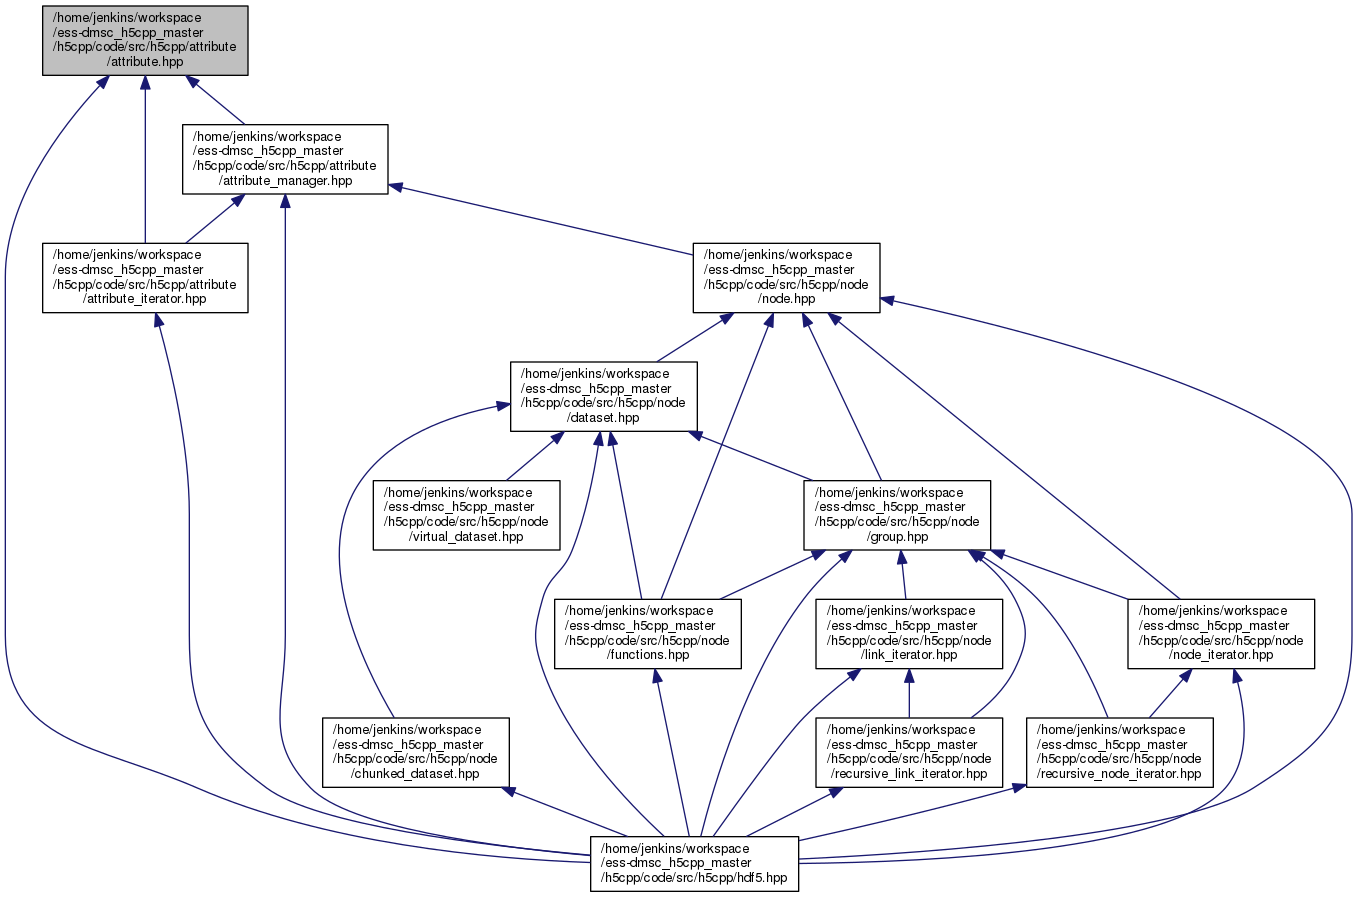 /home/jenkins/workspace
/ess-dmsc_h5cpp_master
/h5cpp/code/src/h5cpp/attribute
/attribute.hpp
/home/jenkins/workspace
/ess-dmsc_h5cpp_master
/h5cpp/code/src/h5cpp/attribute
/attribute_manager.hpp
/home/jenkins/workspace
/ess-dmsc_h5cpp_master
/h5cpp/code/src/h5cpp/attribute
/attribute_iterator.hpp
/home/jenkins/workspace
/ess-dmsc_h5cpp_master
/h5cpp/code/src/h5cpp/node
/node.hpp
/home/jenkins/workspace
/ess-dmsc_h5cpp_master
/h5cpp/code/src/h5cpp/node
/dataset.hpp
/home/jenkins/workspace
/ess-dmsc_h5cpp_master
/h5cpp/code/src/h5cpp/node
/virtual_dataset.hpp
/home/jenkins/workspace
/ess-dmsc_h5cpp_master
/h5cpp/code/src/h5cpp/node
/group.hpp
/home/jenkins/workspace
/ess-dmsc_h5cpp_master
/h5cpp/code/src/h5cpp/node
/functions.hpp
/home/jenkins/workspace
/ess-dmsc_h5cpp_master
/h5cpp/code/src/h5cpp/node
/link_iterator.hpp
/home/jenkins/workspace
/ess-dmsc_h5cpp_master
/h5cpp/code/src/h5cpp/node
/node_iterator.hpp
/home/jenkins/workspace
/ess-dmsc_h5cpp_master
/h5cpp/code/src/h5cpp/node
/chunked_dataset.hpp
/home/jenkins/workspace
/ess-dmsc_h5cpp_master
/h5cpp/code/src/h5cpp/node
/recursive_link_iterator.hpp
/home/jenkins/workspace
/ess-dmsc_h5cpp_master
/h5cpp/code/src/h5cpp/node
/recursive_node_iterator.hpp
/home/jenkins/workspace
/ess-dmsc_h5cpp_master
/h5cpp/code/src/h5cpp/hdf5.hpp